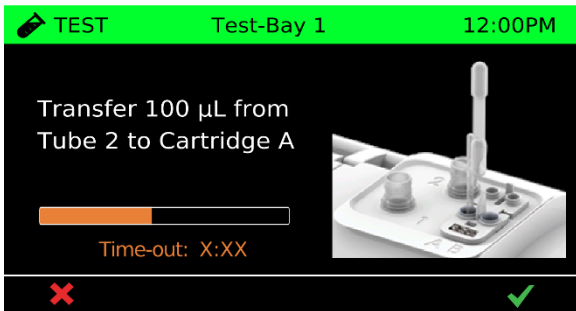 TEST Test-Bay 1 12:00PM
Transfer 100 µL from
Tube 2 to Cartridge A
2
1
A B
Time-out: X:XX